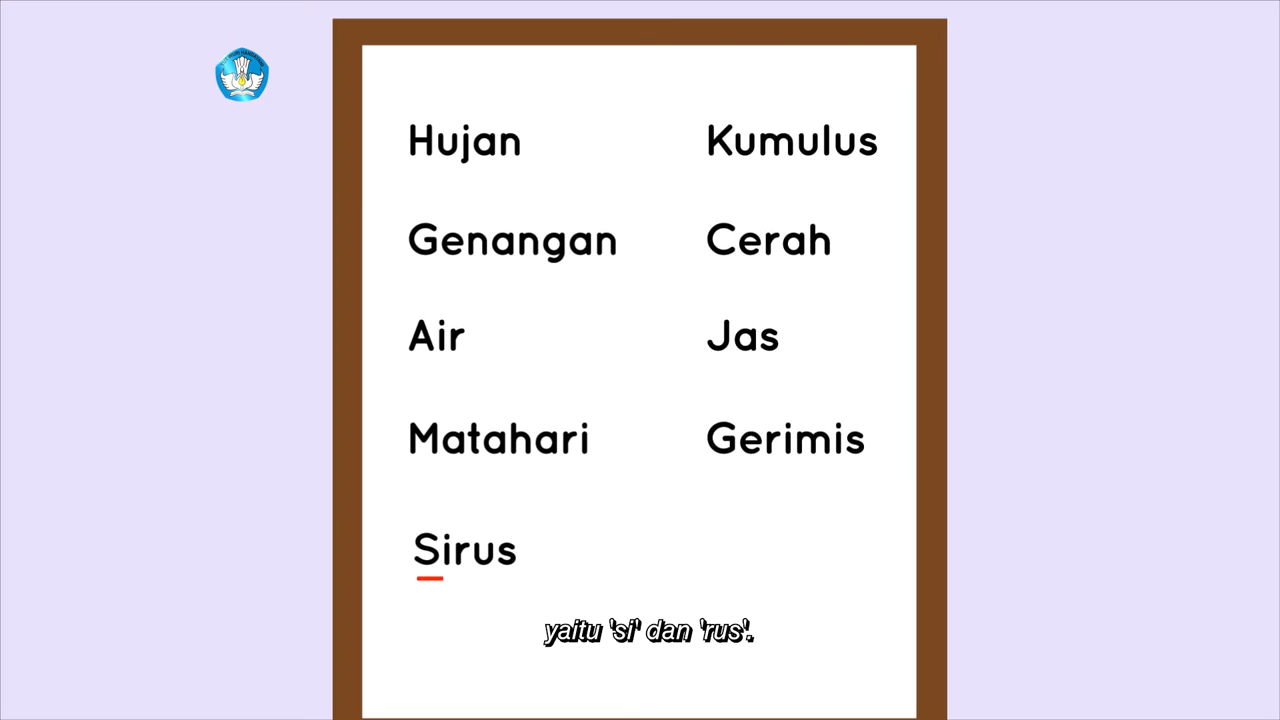 Hujan
Genangan
Air
Matahari
Sirus
Kumulus
Cerah
Jas
Gerimis
yaitu 'si' dan 'rus'.